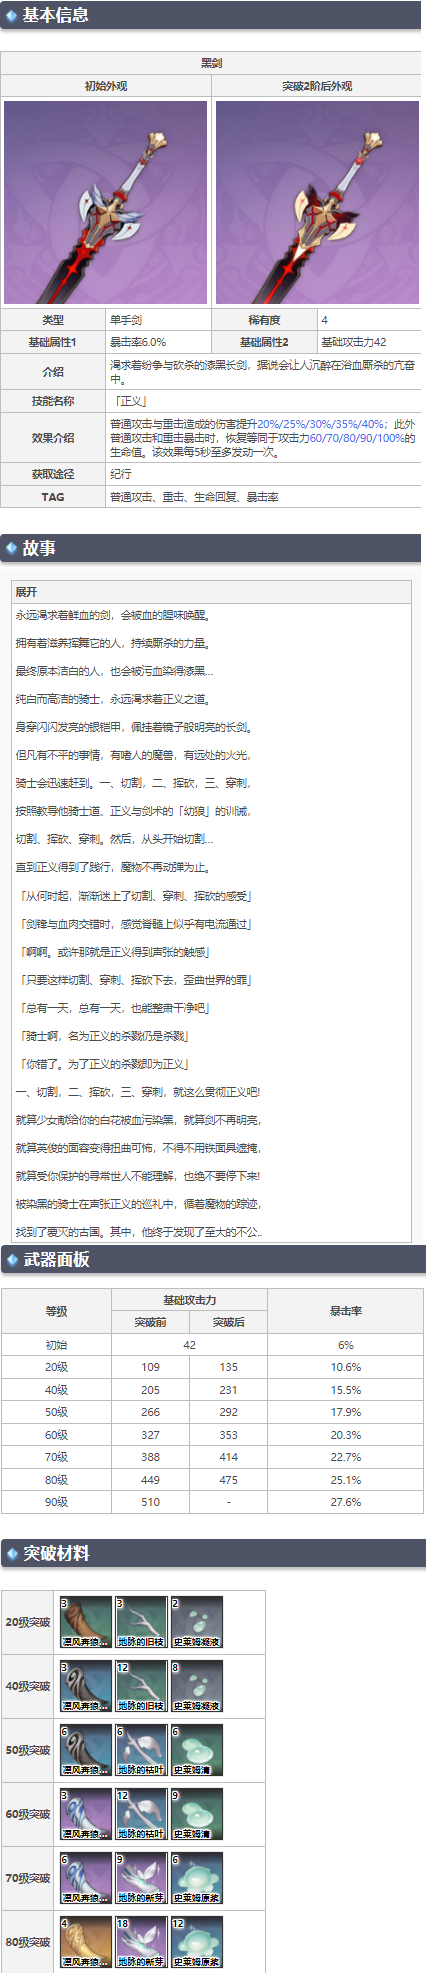 基本信息
黑剑
初始外观 突破2阶后外观
类型 单手剑 稀有度 4
基础属性1 暴击率6.0% 基础属性2 基础攻击力42
介绍 渴求着纷争与砍杀的漆黑长剑，据说会让人沉醉在浴血厮杀的亢奋
中。
技能名称 「正义」
效果介绍 普通攻击与重击造成的伤害提升20%/25%/30%/35%/40%；此外
普通攻击和重击暴击时，恢复等同于攻击力60/70/80/90/100%的
生命值。该效果每5秒至多发动一次。
获取途径 纪行
TAG 普通攻击、重击、生命回复、暴击率
故事
展开
永远渴求着鲜血的剑，会被血的腥味唤醒。
拥有着滋养挥舞它的人，持续厮杀的力量。
最终原本洁白的人，也会被污血染得漆黑…
纯白而高洁的骑士，永远渴求着正义之道。
身穿闪闪发亮的银铠甲，佩挂着镜子般明亮的长剑。
但凡有不平的事情，有啫人的魔兽，有远处的火光，
骑士会迅速赶到。一、切割，二、挥砍，三、穿刺，
按照教导他骑士道、正义与剑术的「幼狼」的训诫，
切割、挥砍、穿刺。然后，从头开始切割…
直到正义得到了践行，魔物不再动弹为止。
「从何时起，渐渐迷上了切割、穿刺、挥砍的感受」
「剑锋与血肉交错时，感觉脊髓上似乎有电流通过」
「啊啊。或许那就是正义得到声张的触感」
「只要这样切割、穿刺、挥砍下去，歪曲世界的罪」
「总有一天，总有一天，也能整肃干净吧」
「骑士啊，名为正义的杀戮仍是杀戮」
「你错了。为了正义的杀戮即为正义」
一、切割，二、挥砍，三、穿刺，就这么贯彻正义吧!
就算少女献给你的白花被血污染黑，就算剑不再明亮，
就算英俊的面容变得扭曲可怖，不得不用铁面具遮掩，
就算受你保护的寻常世人不能理解，也绝不要停下来!
被染黑的骑士在声张正义的巡礼中，循着魔物的踪迹，
找到了覆灭的古国。其中，他终于发现了至大的不公..
武器面板
等级 基础攻击力 暴击率
突破前 突破后
初始 42 6%
20级 109 135 10.6%
40级 205 231 15.5%
50级 266 292 17.9%
60级 327 353 20.3%
70级 388 414 22.7%
80级 449 475 25.1%
90级 510 - 27.6%
突破材料
20级突破 3 凛风奔狼... 3 地脉的旧枝 2 史莱姆凝液
40级突破 3 凛风奔狼... 12 地脉的旧枝 8 史莱姆凝液
50级突破 6 凛风奔狼... 6 地脉的枯叶 6 史莱姆清
60级突破 3 凛风奔狼... 12 地脉的枯叶 9 史莱姆清
70级突破 6 凛风奔狼... 9 地脉的新芽 6 史莱姆原浆
80级突破 4 凛风奔狼... 18 地脉的新芽 12 史莱姆原浆